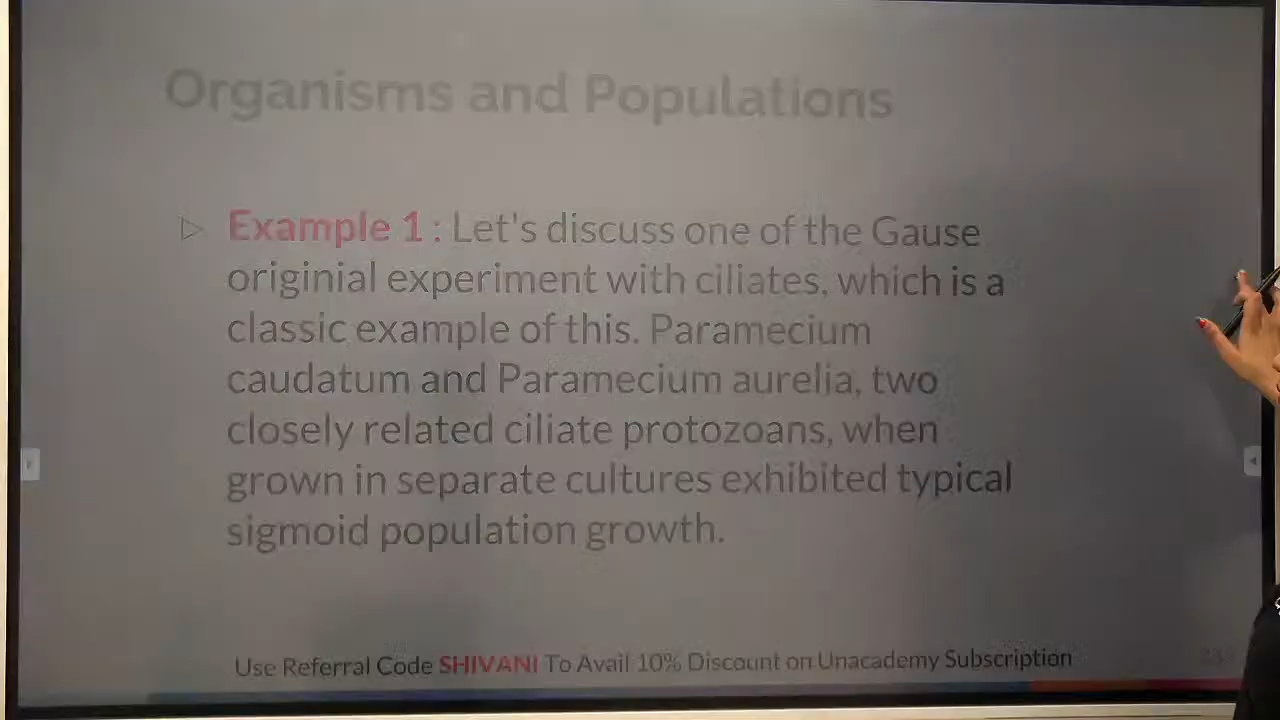 Organisms and Populations
Example 1 : Let's discuss one of the Gause
originial experiment with ciliates, which is a
classic example of this. Paramecium
caudatum and Paramecium aurelia, two
closely related ciliate protozoans, when
grown in separate cultures exhibited typical
sigmoid population growth.
Use Referral Code SHIVANI To Avail 10% Discount on Unacademy Subscription